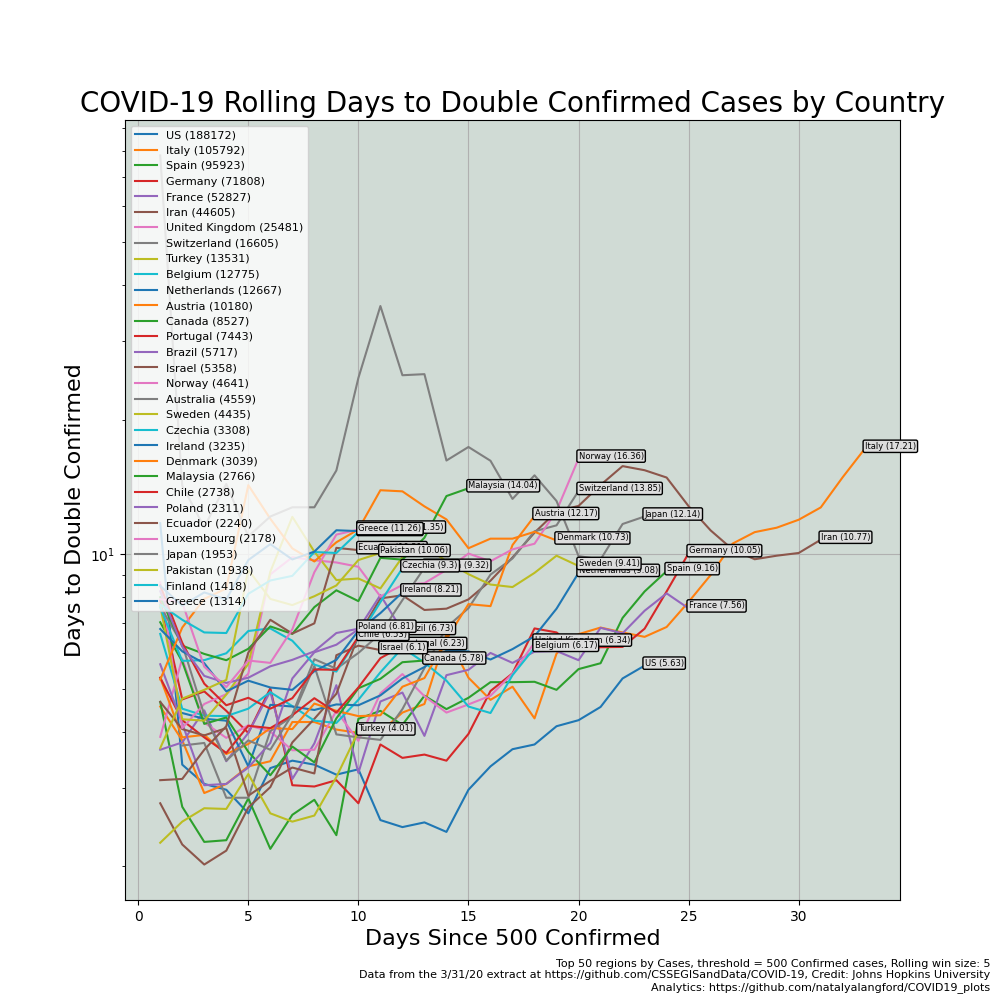 COVID-19 Rolling Days to Double Confirmed Cases by Country
US (188172)
Italy (105792)
Spain (95923)
Germany (71808)
France (52827)
Iran (44605)
United Kingdom (25481)
Switzerland (16605)
Turkey (13531)
Belgium (12775)
Netherlands (12667)
Austria (10180)
Canada (8527)
Portugal (7443)
Brazil (5717)
Israel (5358)
Norway (4641)
Australia (4559)
Sweden (4435)
Czechia (3308)
Ireland (3235)
Denmark (3039)
Malaysia (2766)
Chile (2738)
Poland (2311)
Ecuador (2240)
Luxembourg (2178)
Japan (1953)
Pakistan (1938)
Finland (1418)
Greece (1314)
Italy (17.21)
Norway (16.36)
Malaysia (14.04)
Switzerland (13.85)
Austria (12.17)
Japan (12.14)
Greece (11.26)
Denmark (10.73)
Iran (10.77)
Pakistan (10.06)
Germany (10.05)
Czechia (9.3)
(9.32)
Sweden (9.41)
Spain (9.16)
Ireland (8.21)
France (7.56)
Poland (6.81)
(6.73)
(6.34)
Israel (6.1)
(6.23)
Belgium (6.17)
Canada (5.78)
US (5.63)
Turkey (4.01)
10¹
Days to Double Confirmed
0 5 10 15 20 25 30
Days Since 500 Confirmed
Top 50 regions by Cases, threshold = 500 Confirmed cases, Rolling win size: 5
Data from the 3/31/20 extract at https://github.com/CSSEGISandData/COVID-19, Credit: Johns Hopkins University
Analytics: https://github.com/natalyalangford/COVID19_plots